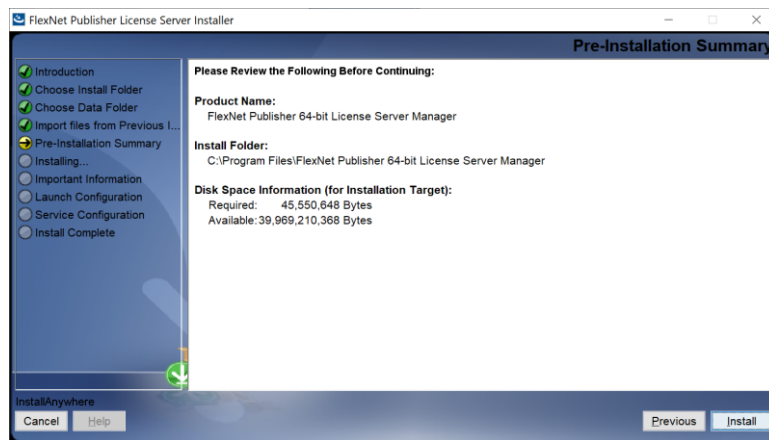 FlexNet Publisher License Server Installer
Pre-Installation Summary
Introduction
Choose Install Folder
Choose Data Folder
Import files from Previous I...
Pre-Installation Summary
Installing...
Important Information
Launch Configuration
Service Configuration
Install Complete
Please Review the Following Before Continuing:
Product Name:
FlexNet Publisher 64-bit License Server Manager
Install Folder:
C:\Program Files\FlexNet Publisher 64-bit License Server Manager
Disk Space Information (for Installation Target):
Required: 45,550,648 Bytes
Available: 39,969,210,368 Bytes
InstallAnywhere
Cancel Help Previous Install